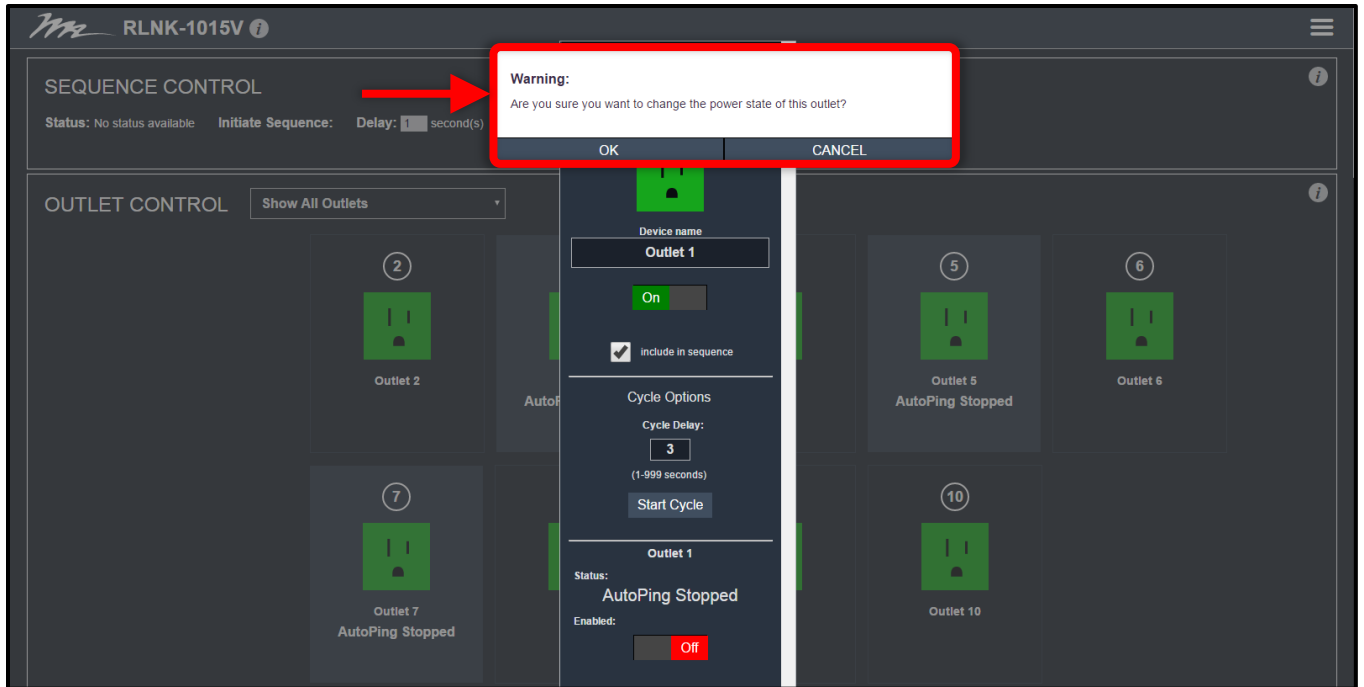 RLNK-1015V i
SEQUENCE CONTROL i
Status: No status available Initiate Sequence: Delay: 1 second(s)
Warning:
Are you sure you want to change the power state of this outlet?
OK CANCEL
OUTLET CONTROL Show All Outlets i
2 5 6
Outlet 2 Outlet 5 Outlet 6
AutoPing Stopped
7 10
Outlet 7 Outlet 10
AutoPing Stopped
Device name
Outlet 1
On
include in sequence
Cycle Options
Cycle Delay:
3
(1-999 seconds)
Start Cycle
Outlet 1
Status:
AutoPing Stopped
Enabled:
Off